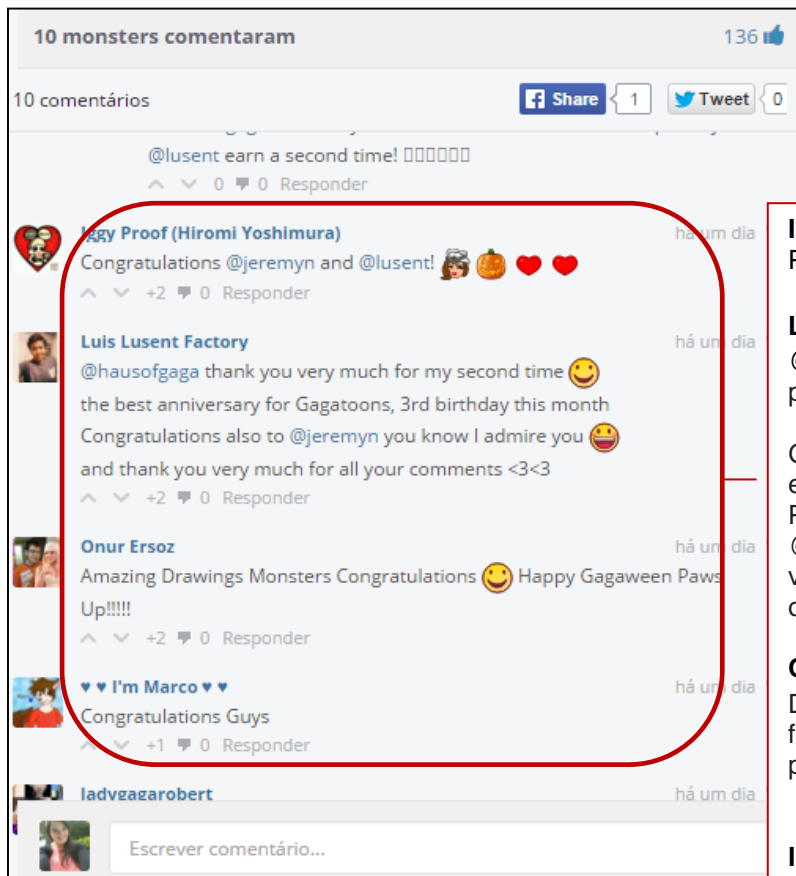 10 monsters comentaram
136
10 comentários
Share
1
Tweet
0
@lusent earn a second time!
0 0 Responder
Iggy Proof (Hiromi Yoshimura)
há um dia
Congratulations @jeremyn and @lusent!
+2 0 Responder
Luis Lusent Factory
há um dia
@hausofgaga thank you very much for my second time
the best anniversary for Gagatoons, 3rd birthday this month
Congratulations also to @jeremyn you know I admire you
and thank you very much for all your comments <3<3
+2 0 Responder
Onur Ersoz
há um dia
Amazing Drawings Monsters Congratulations Happy Gagaween Paws
Up!!!!!
+2 0 Responder
♥ ♥ I'm Marco ♥ ♥
há um dia
Congratulations Guys
+1 0 Responder
ladygagarobert
há um dia
Escrever comentário...